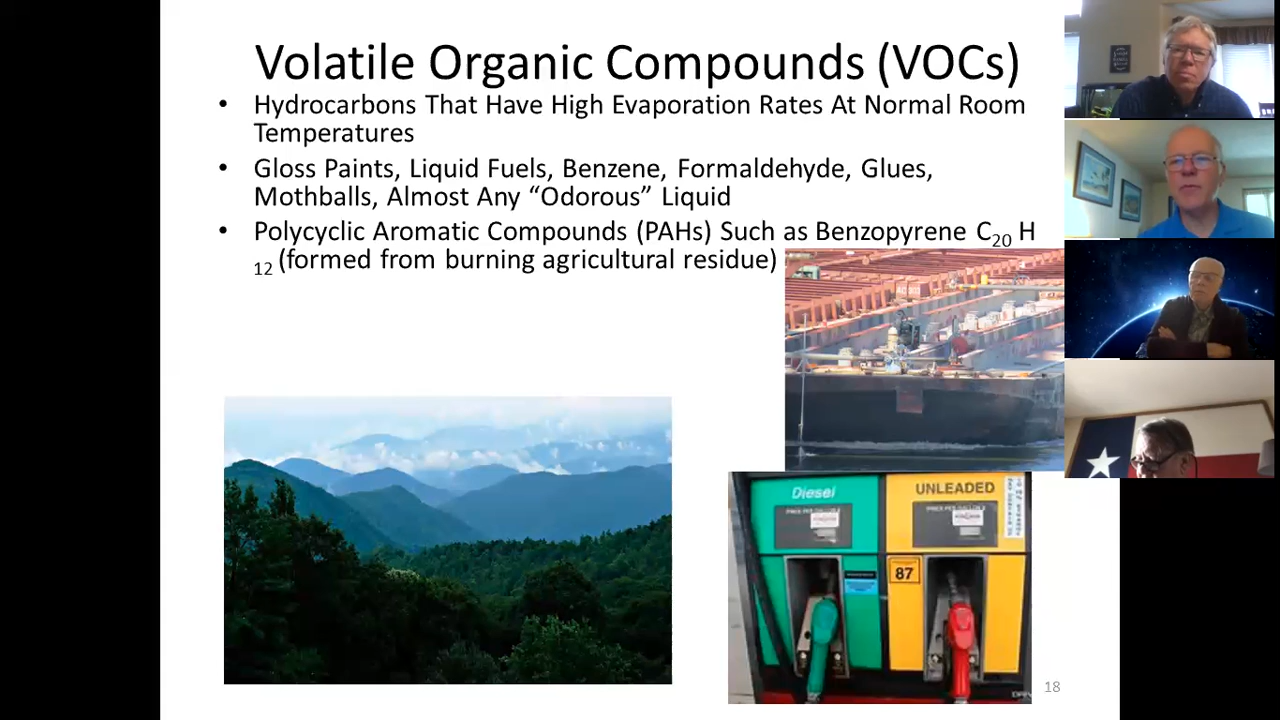 Volatile Organic Compounds (VOCs)
• Hydrocarbons That Have High Evaporation Rates At Normal Room
Temperatures
• Gloss Paints, Liquid Fuels, Benzene, Formaldehyde, Glues,
Mothballs, Almost Any “Odorous” Liquid
• Polycyclic Aromatic Compounds (PAHs) Such as Benzopyrene C20 H
12 (formed from burning agricultural residue)
Diesel
UNLEADED
87
18